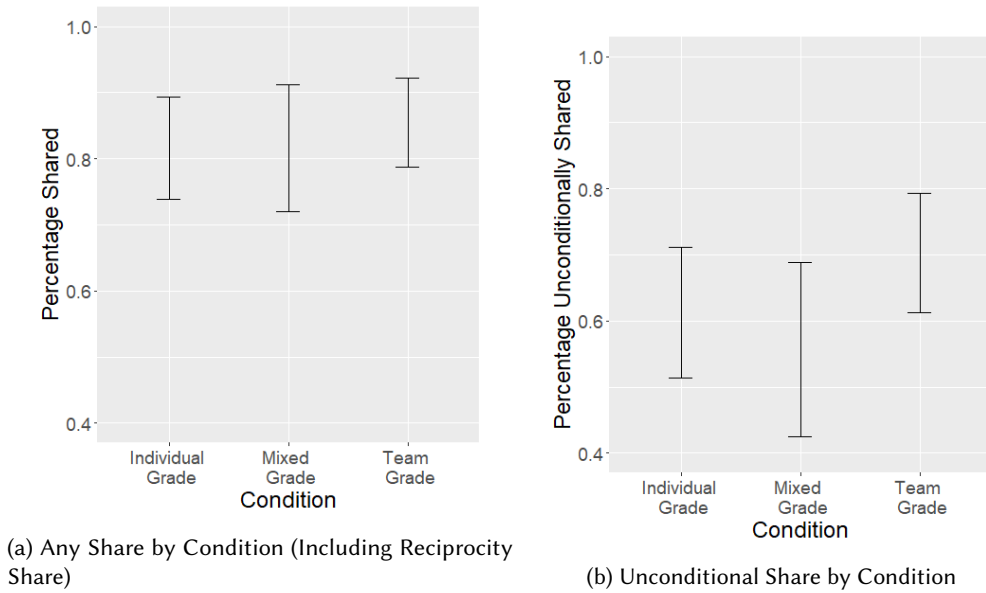 1.0
0.8
0.6
0.4
Percentage Shared
Individual Grade
Mixed Grade
Team Grade
Condition
(a) Any Share by Condition (Including Reciprocity
Share)
1.0
0.8
0.6
0.4
Percentage Unconditionally Shared
Individual Grade
Mixed Grade
Team Grade
Condition
(b) Unconditional Share by Condition